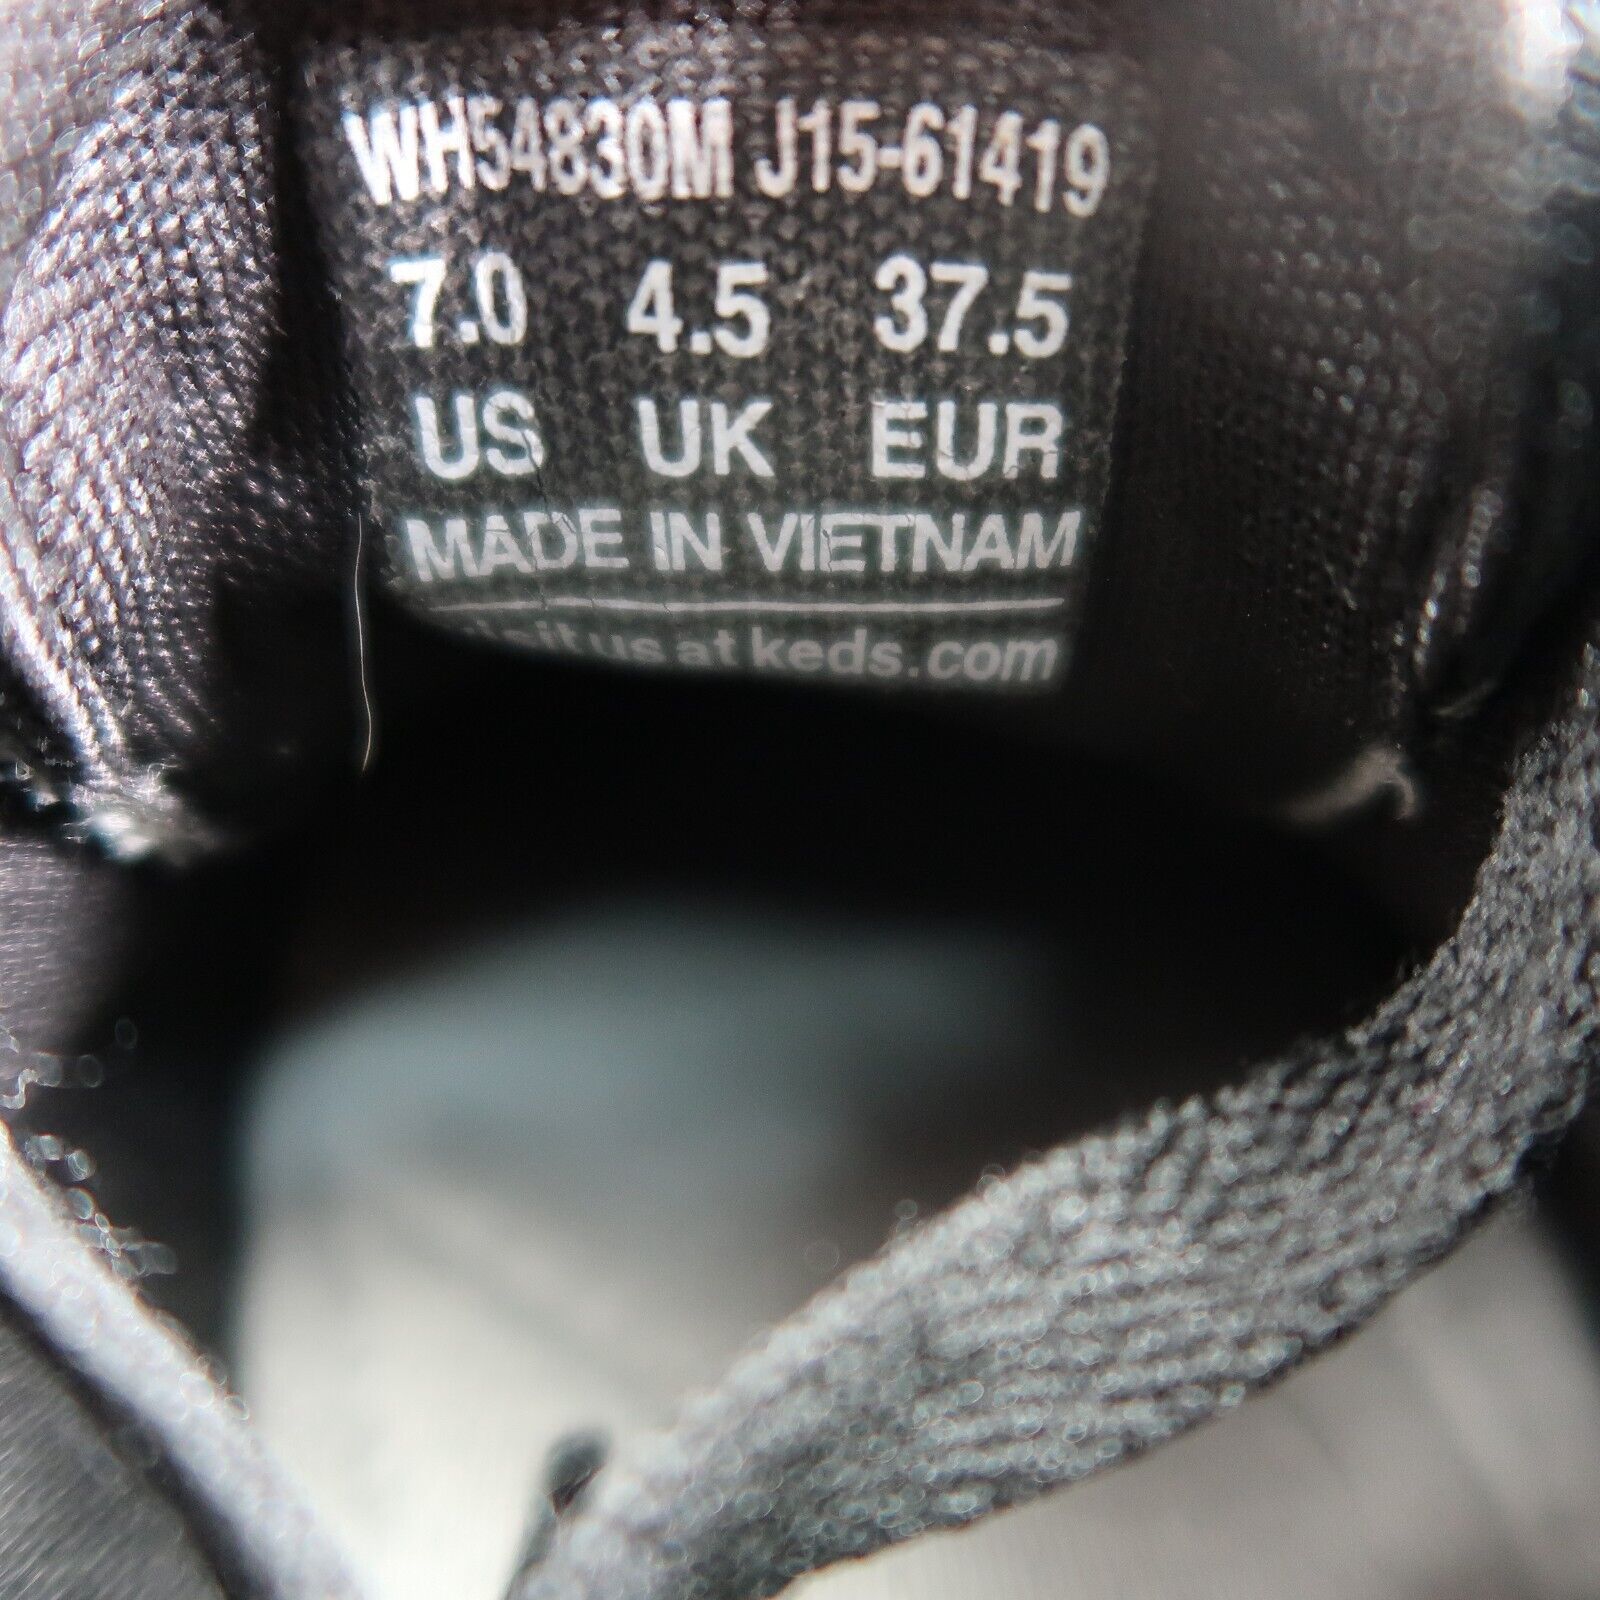 WH54830M J15-61419
7.0 4.5 37.5
US UK EUR
MADE IN VIETNAM
visit us at keds.com